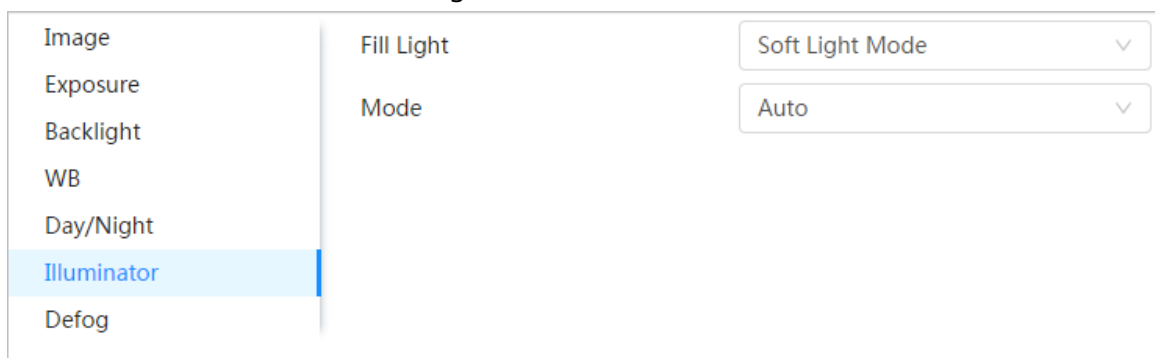 Image
Exposure
Backlight
WB
Day/Night
Illuminator
Defog
Fill Light Soft Light Mode
Mode Auto